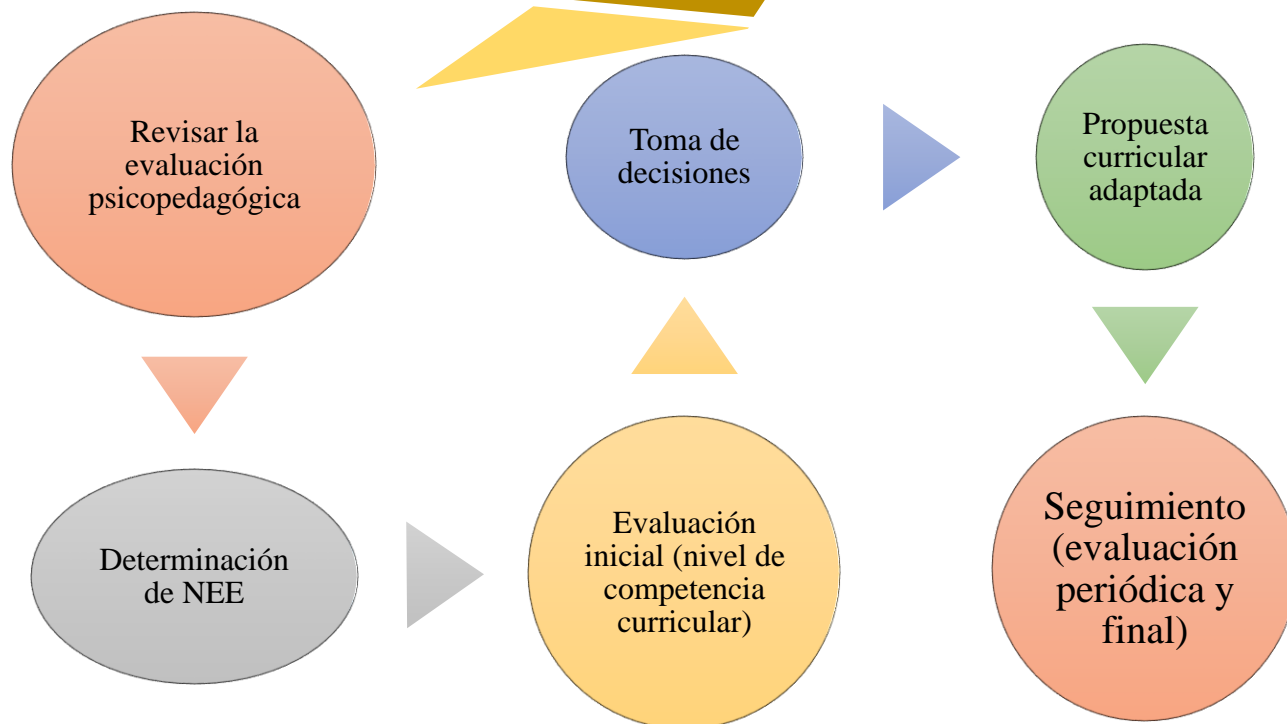 Revisar la
evaluación
psicopedagógica
Determinación
de NEE
Evaluación
inicial (nivel de
competencia
curricular)
Toma de
decisiones
Propuesta
curricular
adaptada
Seguimiento
(evaluación
periódica y
final)